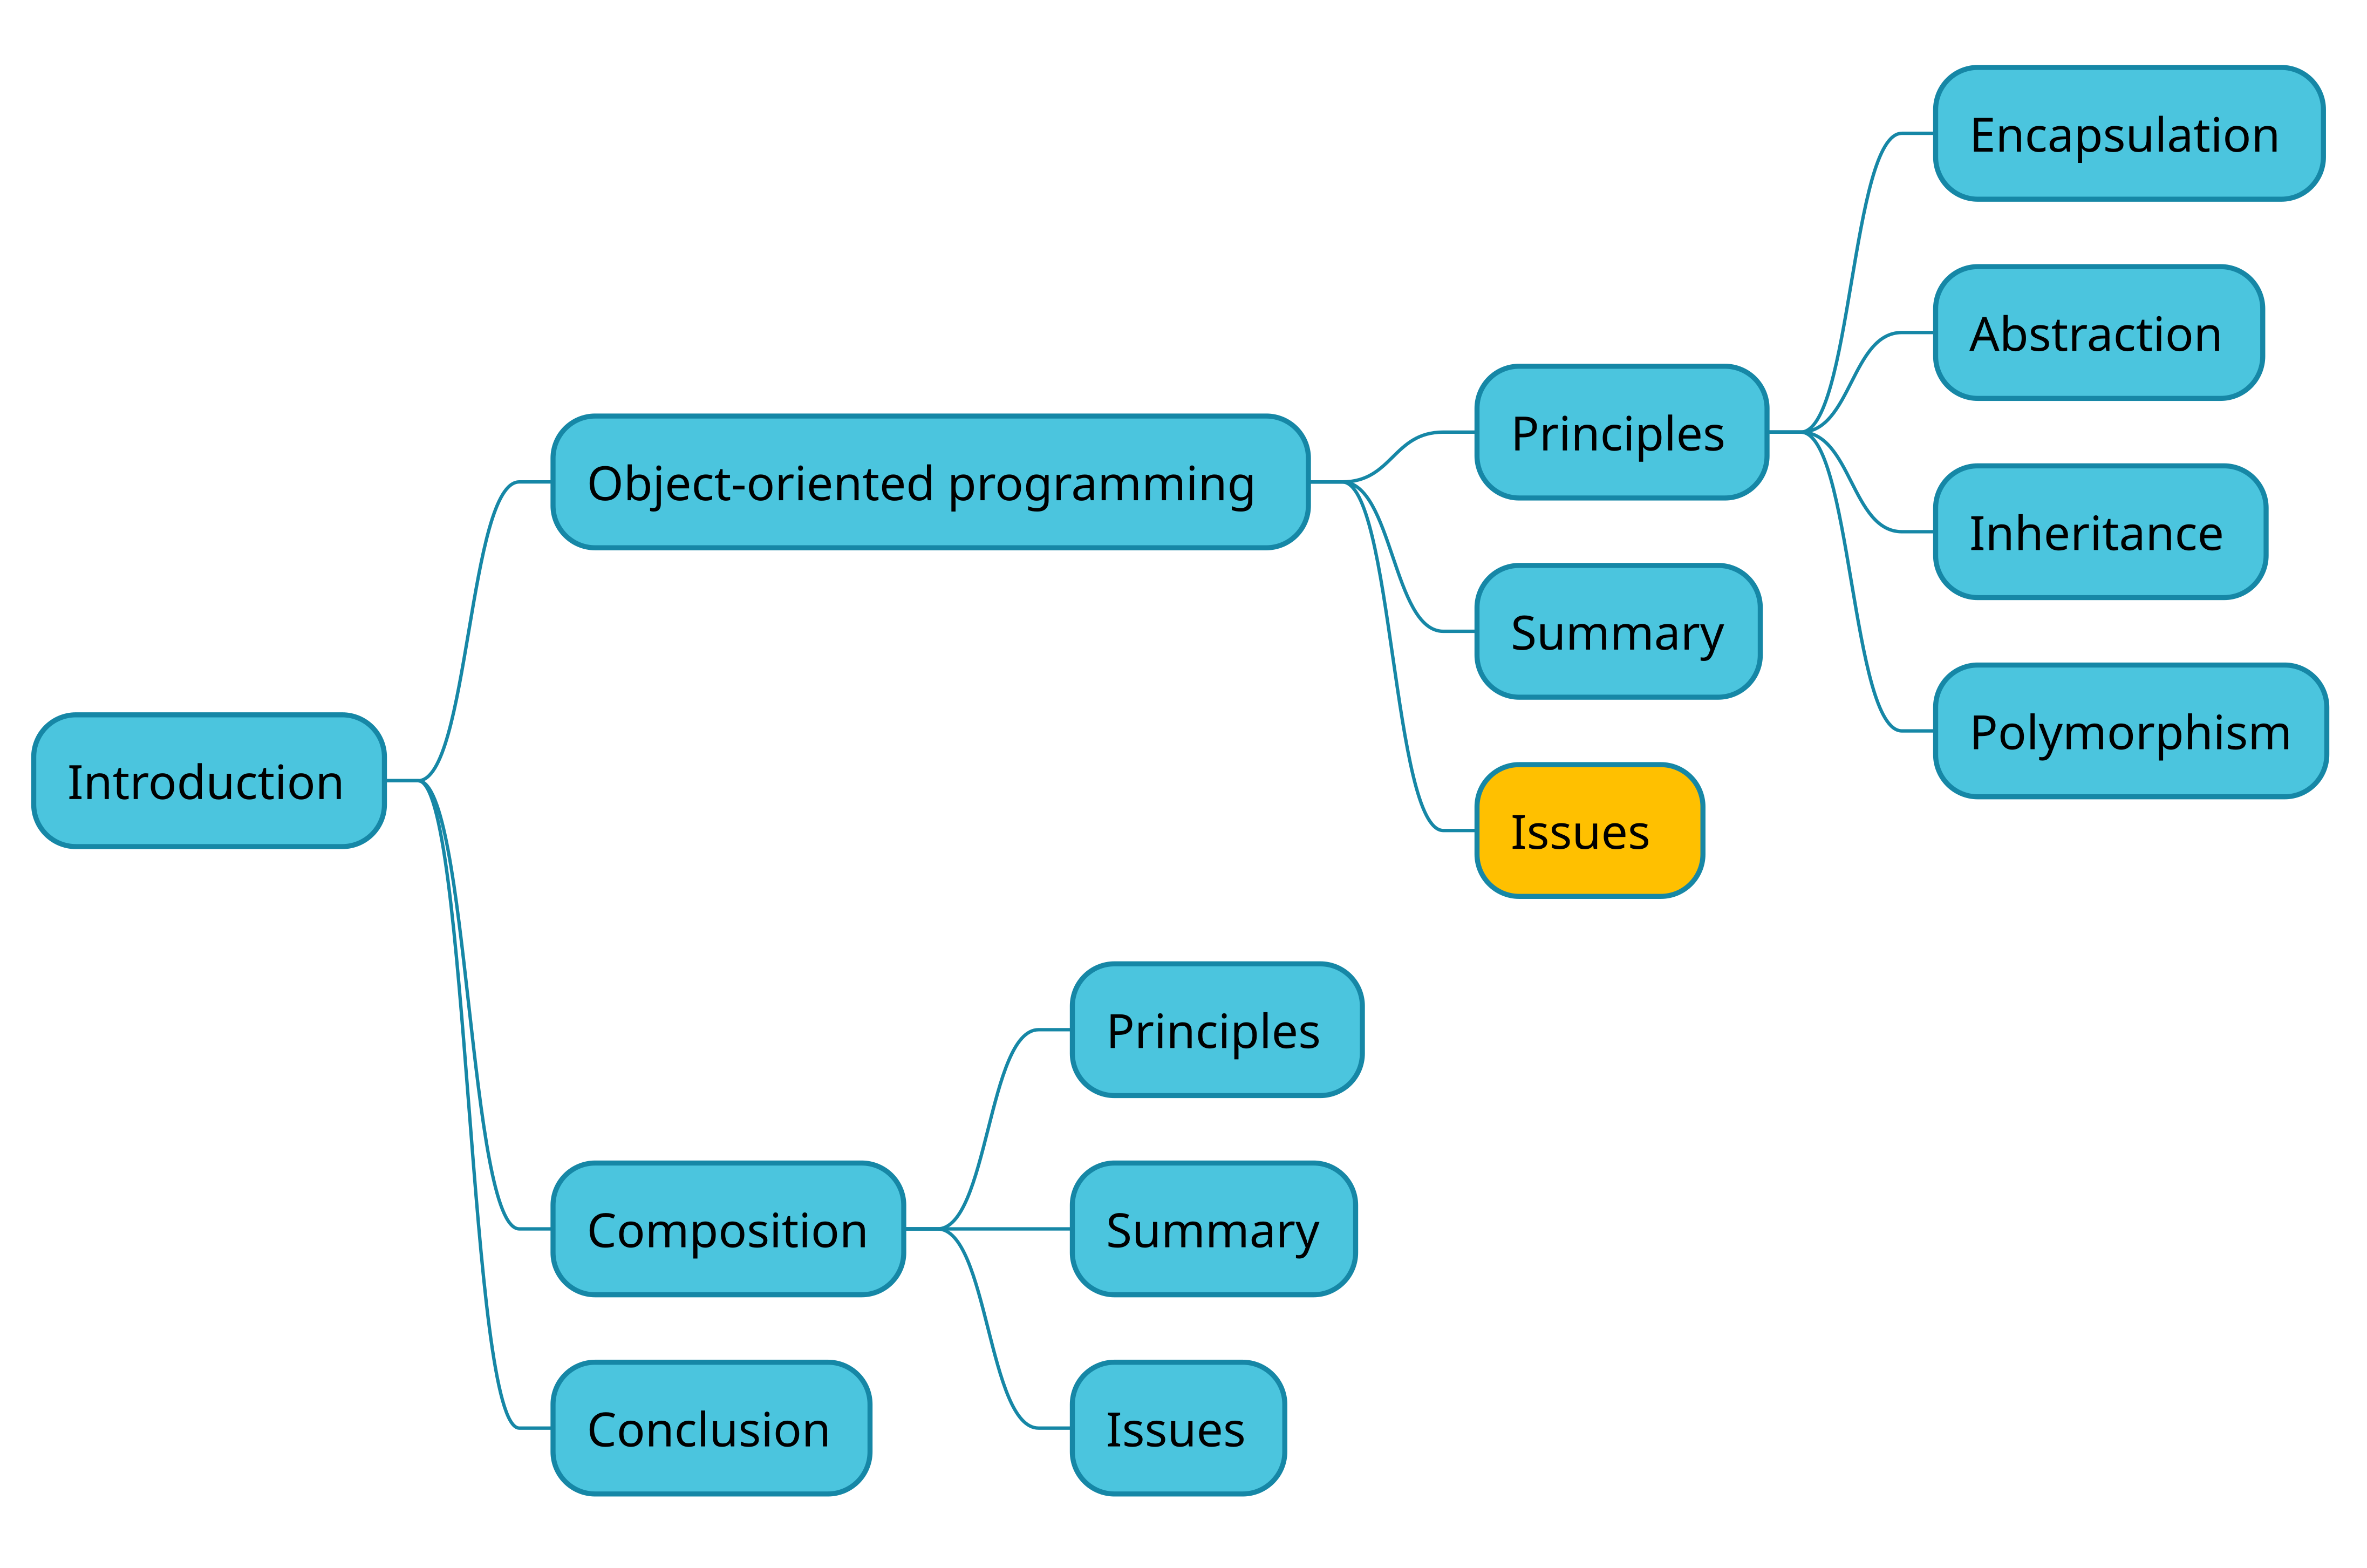 Introduction
Object-oriented programming
Principles
Encapsulation
Abstraction
Inheritance
Polymorphism
Summary
Issues
Composition
Principles
Summary
Issues
Conclusion